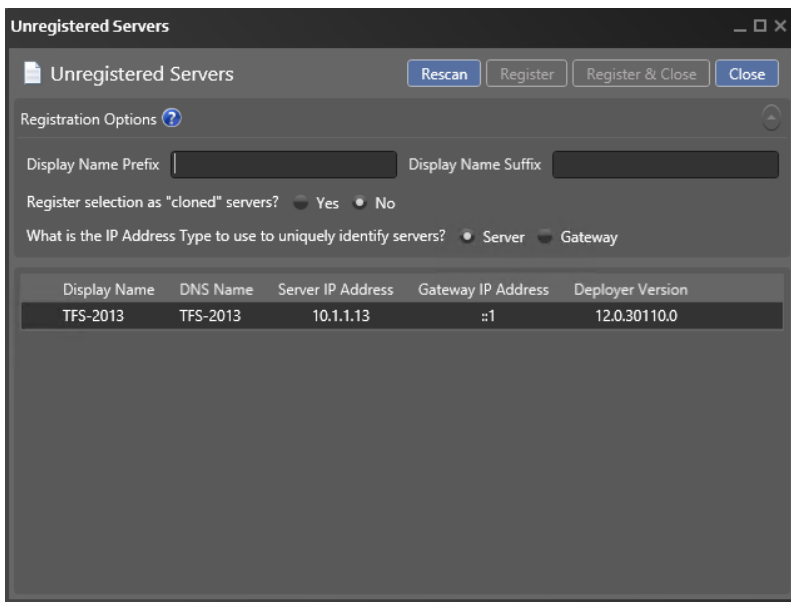 Unregistered Servers
Unregistered Servers Rescan Register Register & Close Close
Registration Options ?
Display Name Prefix Display Name Suffix
Register selection as "cloned" servers? Yes No
What is the IP Address Type to use to uniquely identify servers? Server Gateway
Display Name DNS Name Server IP Address Gateway IP Address Deployer Version
TFS-2013 TFS-2013 10.1.1.13 ::1 12.0.30110.0